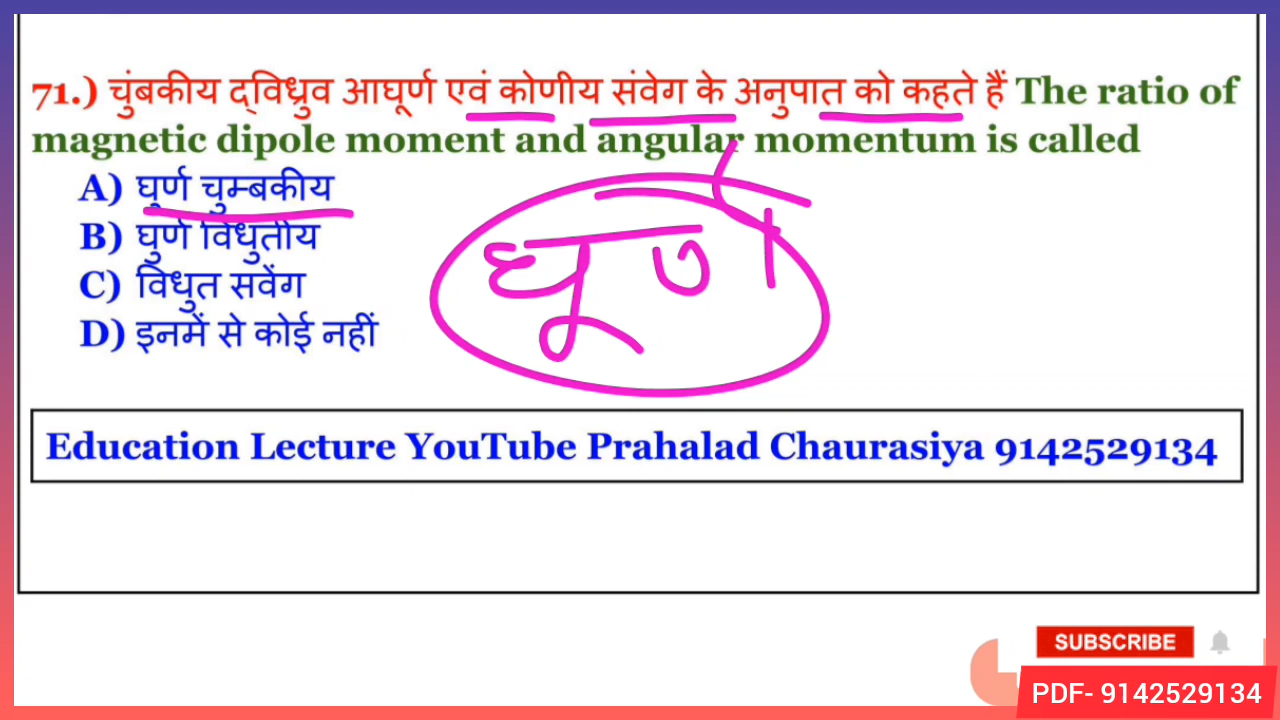 71.) चुंबकीय द्विध्रुव आघूर्ण एवं कोणीय संवेग के अनुपात को कहते हैं The ratio of
magnetic dipole moment and angular momentum is called
A) घुर्ण चुम्बकीय
B) घुर्ण विधुतीय
C) विधुत सवेंग
D) इनमें से कोई नहीं
घूर्ण
Education Lecture YouTube Prahalad Chaurasiya 9142529134
SUBSCRIBE
PDF- 9142529134